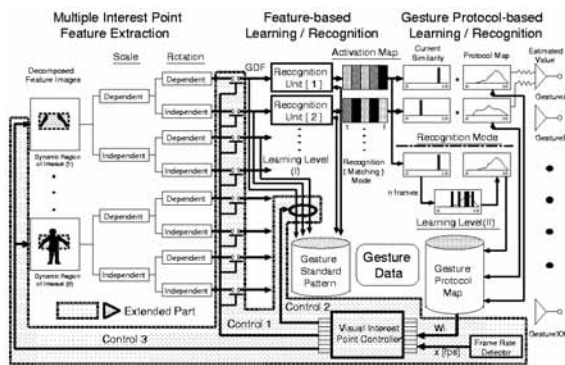 Multiple Interest Point
Feature Extraction
Feature-based
Learning / Recognition
Gesture Protocol-based
Learning / Recognition
Scale
Rotation
GDF
Activation Map
Current
Similarity
Protocol Map
Estimated
Value
Decomposed
Feature Images
Dependent
Dependent
Independent
Independent
Dependent
Independent
Dynamic Region
of Interest (1)
Dependent
Dependent
Independent
Independent
Dependent
Independent
Dynamic Region
of Interest
Recognition
Unit [ 1 ]
Recognition
Unit [ 2 ]
Learning Level
(I)
Recognition
(Matching)
Mode
Recognition Mode
n frames
Learning Level(II)
Gesture
Standard
Pattern
Gesture
Data
Gesture
Protocol
Map
Extended Part
Control 1
Control 2
Control 3
Visual Interest
Point Controller
Wi
x [fps]
Frame Rate
Detector